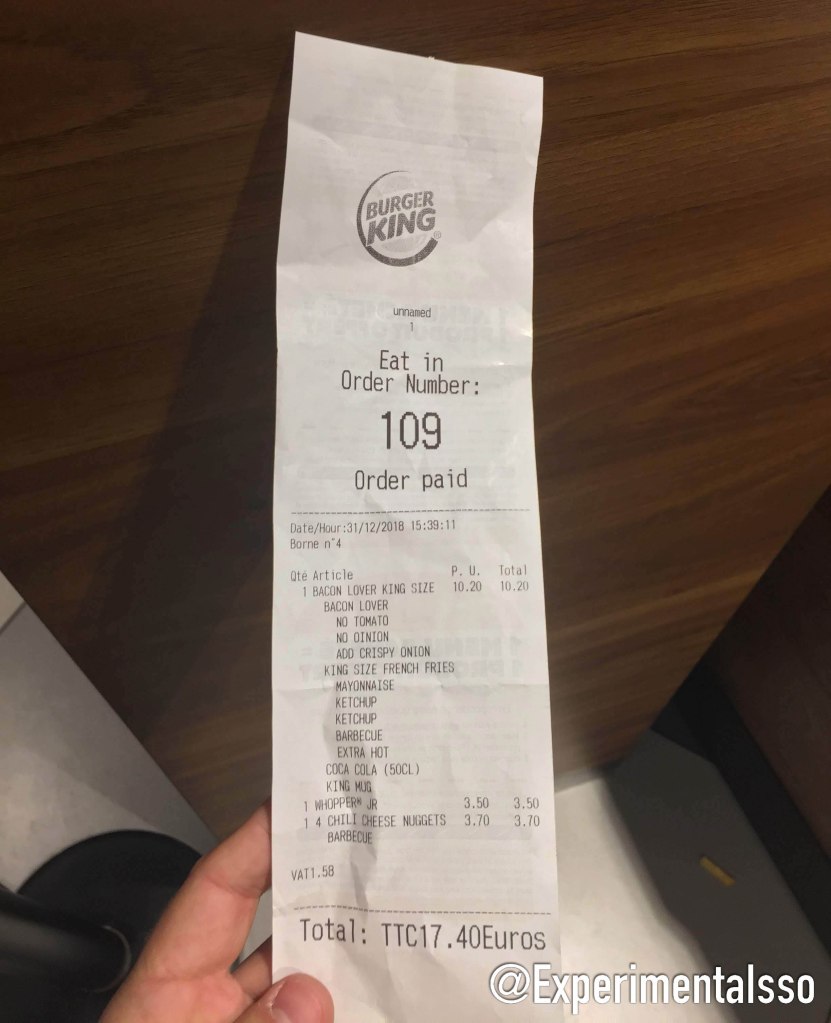 BURGER
KING®
unnamed
1
Eat in
Order Number:
109
Order paid
Date/Hour:31/12/2018 15:39:11
Borne n°4
Qté Article P. U. Total
1 BACON LOVER KING SIZE 10.20 10.20
BACON LOVER
NO TOMATO
NO OINION
ADD CRISPY ONION
KING SIZE FRENCH FRIES
MAYONNAISE
KETCHUP
KETCHUP
BARBECUE
EXTRA HOT
COCA COLA (50CL)
KING MUG
1 WHOPPER JR 3.50 3.50
1 4 CHILI CHEESE NUGGETS 3.70 3.70
BARBECUE
VAT1.58
Total: TTC17.40Euros
@Experimentalsso